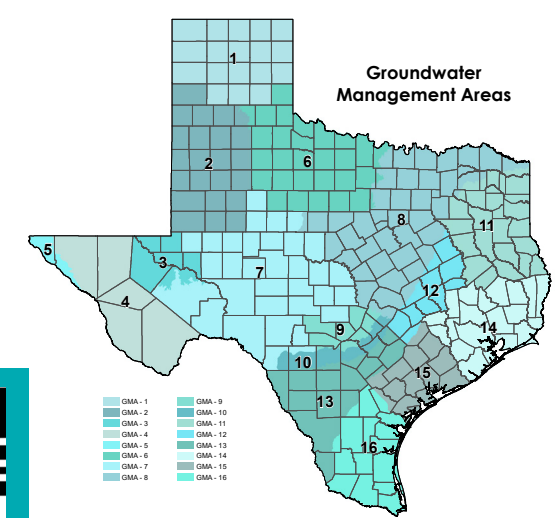 Groundwater
Management Areas
1
2
6
8
11
5
3
7
4
12
9
14
10
15
13
16
GMA - 1
GMA - 2
GMA - 3
GMA - 4
GMA - 5
GMA - 6
GMA - 7
GMA - 8
GMA - 9
GMA - 10
GMA - 11
GMA - 12
GMA - 13
GMA - 14
GMA - 15
GMA - 16